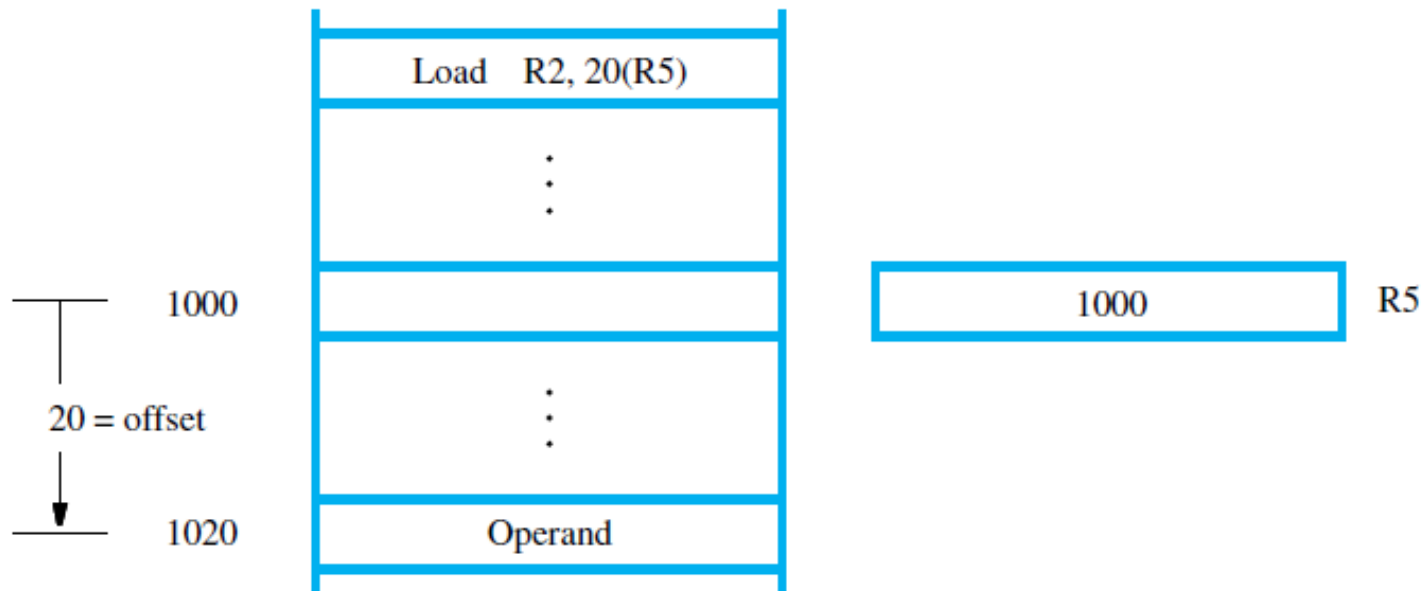 Load R2, 20(R5)
1000
1000
R5
20 = offset
1020
Operand